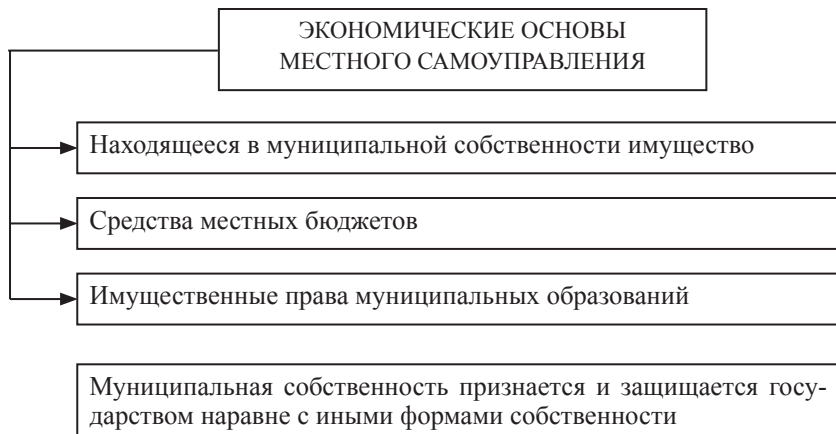 ЭКОНОМИЧЕСКИЕ ОСНОВЫ
МЕСТНОГО САМОУПРАВЛЕНИЯ
Находящееся в муниципальной собственности имущество
Средства местных бюджетов
Имущественные права муниципальных образований
Муниципальная собственность признается и защищается госу-
дарством наравне с иными формами собственности